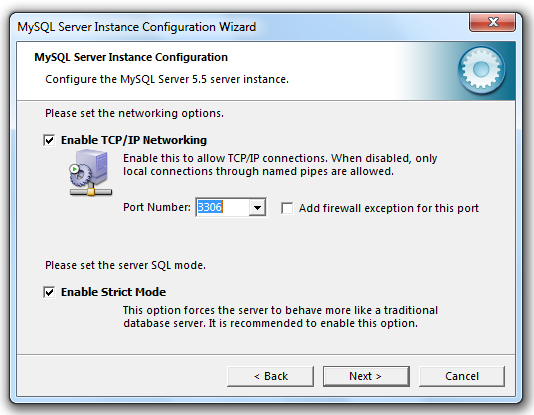 MySQL Server Instance Configuration Wizard
MySQL Server Instance Configuration
Configure the MySQL Server 5.5 server instance.
Please set the networking options.
Enable TCP/IP Networking
Enable this to allow TCP/IP connections. When disabled, only
local connections through named pipes are allowed.
Port Number: 3306 Add firewall exception for this port
Please set the server SQL mode.
Enable Strict Mode
This option forces the server to behave more like a traditional
database server. It is recommended to enable this option.
< Back Next > Cancel